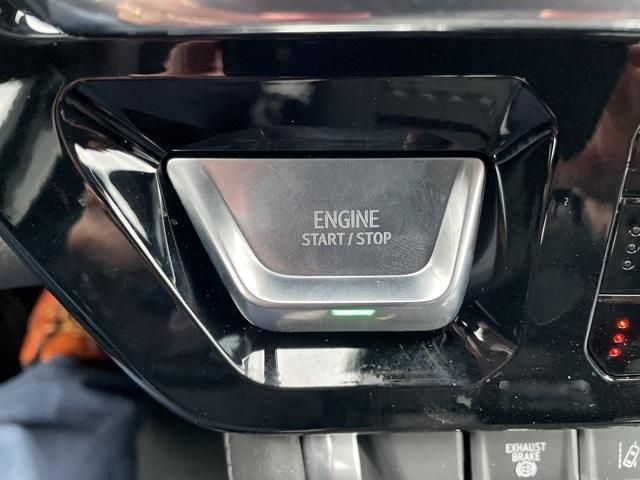 ENGINE
START / STOP
EXHAUST
BRAKE